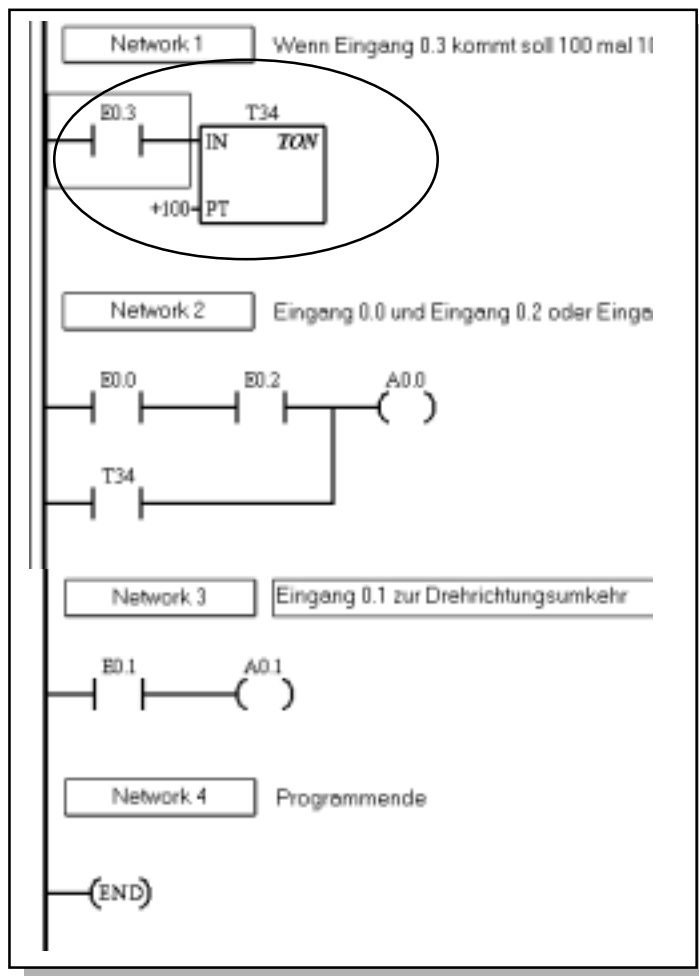 Network 1 Wenn Eingang 0.3 kommt soll 100 mal 10
E0.3 T34
IN TON
+100 PT
Network 2 Eingang 0.0 und Eingang 0.2 oder Einga
E0.0 E0.2 A0.0
T34
Network 3 Eingang 0.1 zur Drehrichtungsumkehr
E0.1 A0.1
Network 4 Programmende
END